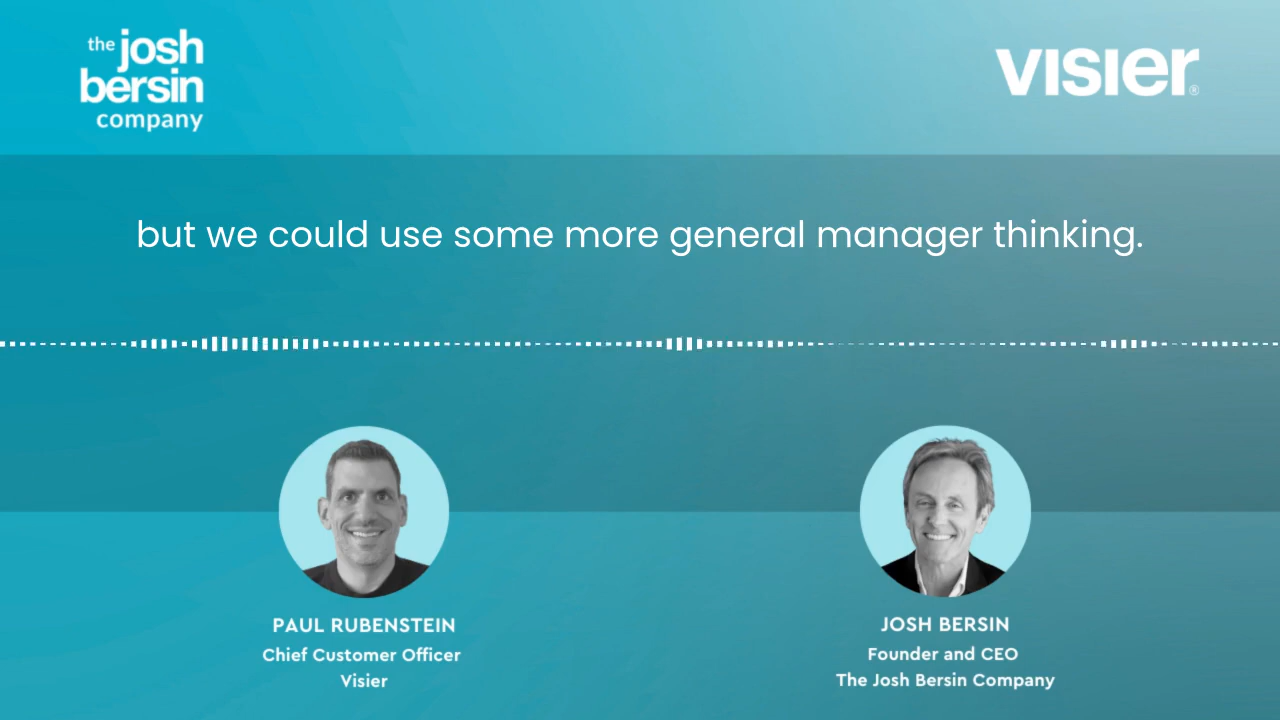 the josh
bersin
company
VISIER®
but we could use some more general manager thinking.
PAUL RUBENSTEIN
Chief Customer Officer
Visier
JOSH BERSIN
Founder and CEO
The Josh Bersin Company